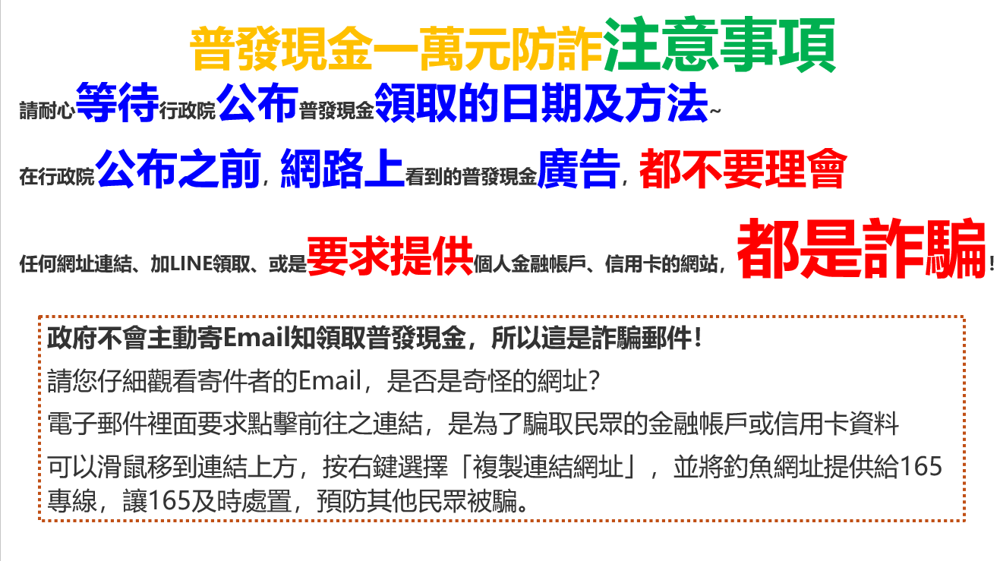 普發現金一萬元防詐注意事項
請耐心等待行政院公布普發現金領取的日期及方法~
在行政院公布之前，網路上看到的普發現金廣告，都不要理會
任何網址連結、加LINE領取、或是要求提供個人金融帳戶、信用卡的網站，都是詐騙！
政府不會主動寄Email知領取普發現金，所以這是詐騙郵件！
請您仔細觀看寄件者的Email，是否是奇怪的網址？
電子郵件裡面要求點擊前往之連結，是為了騙取民眾的金融帳戶或信用卡資料
可以滑鼠移到連結上方，按右鍵選擇「複製連結網址」，並將釣魚網址提供給165
專線，讓165及時處置，預防其他民眾被騙。